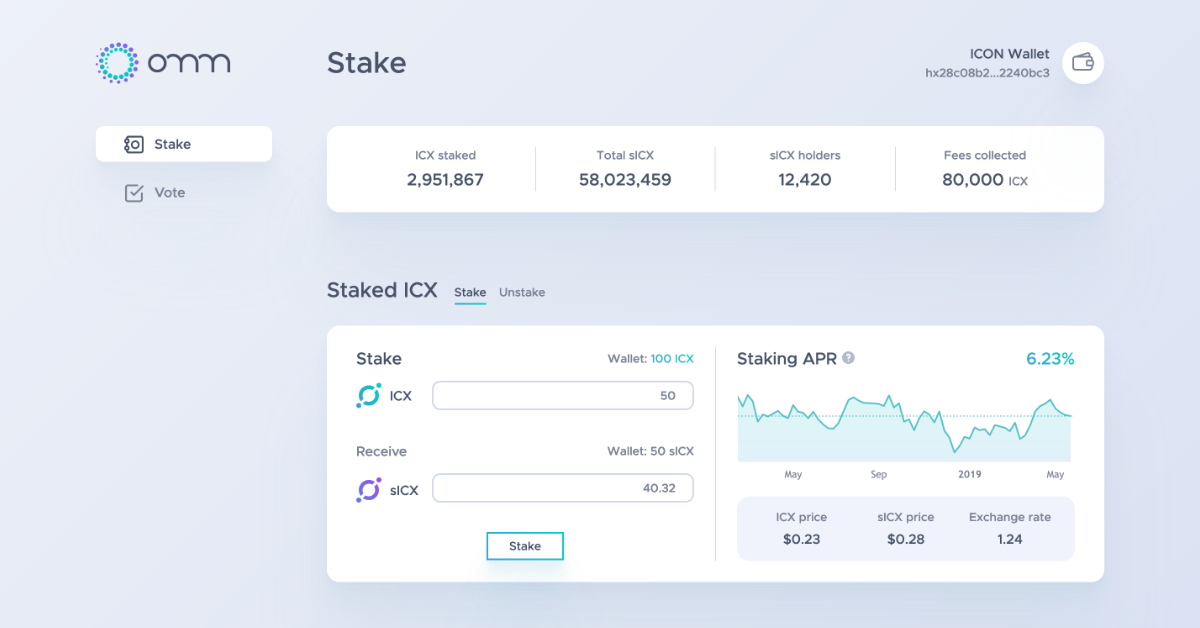 omm
Stake
ICON Wallet
hx28c08b2...2240bc3
Stake
Vote
ICX staked
2,951,867
Total sICX
58,023,459
sICX holders
12,420
Fees collected
80,000 ICX
Staked ICX Stake Unstake
Stake Wallet: 100 ICX
ICX 50
Receive Wallet: 50 sICX
sICX 40.32
Stake
Staking APR ? 6.23%
May Sep 2019 May
ICX price
$0.23
sICX price
$0.28
Exchange rate
1.24